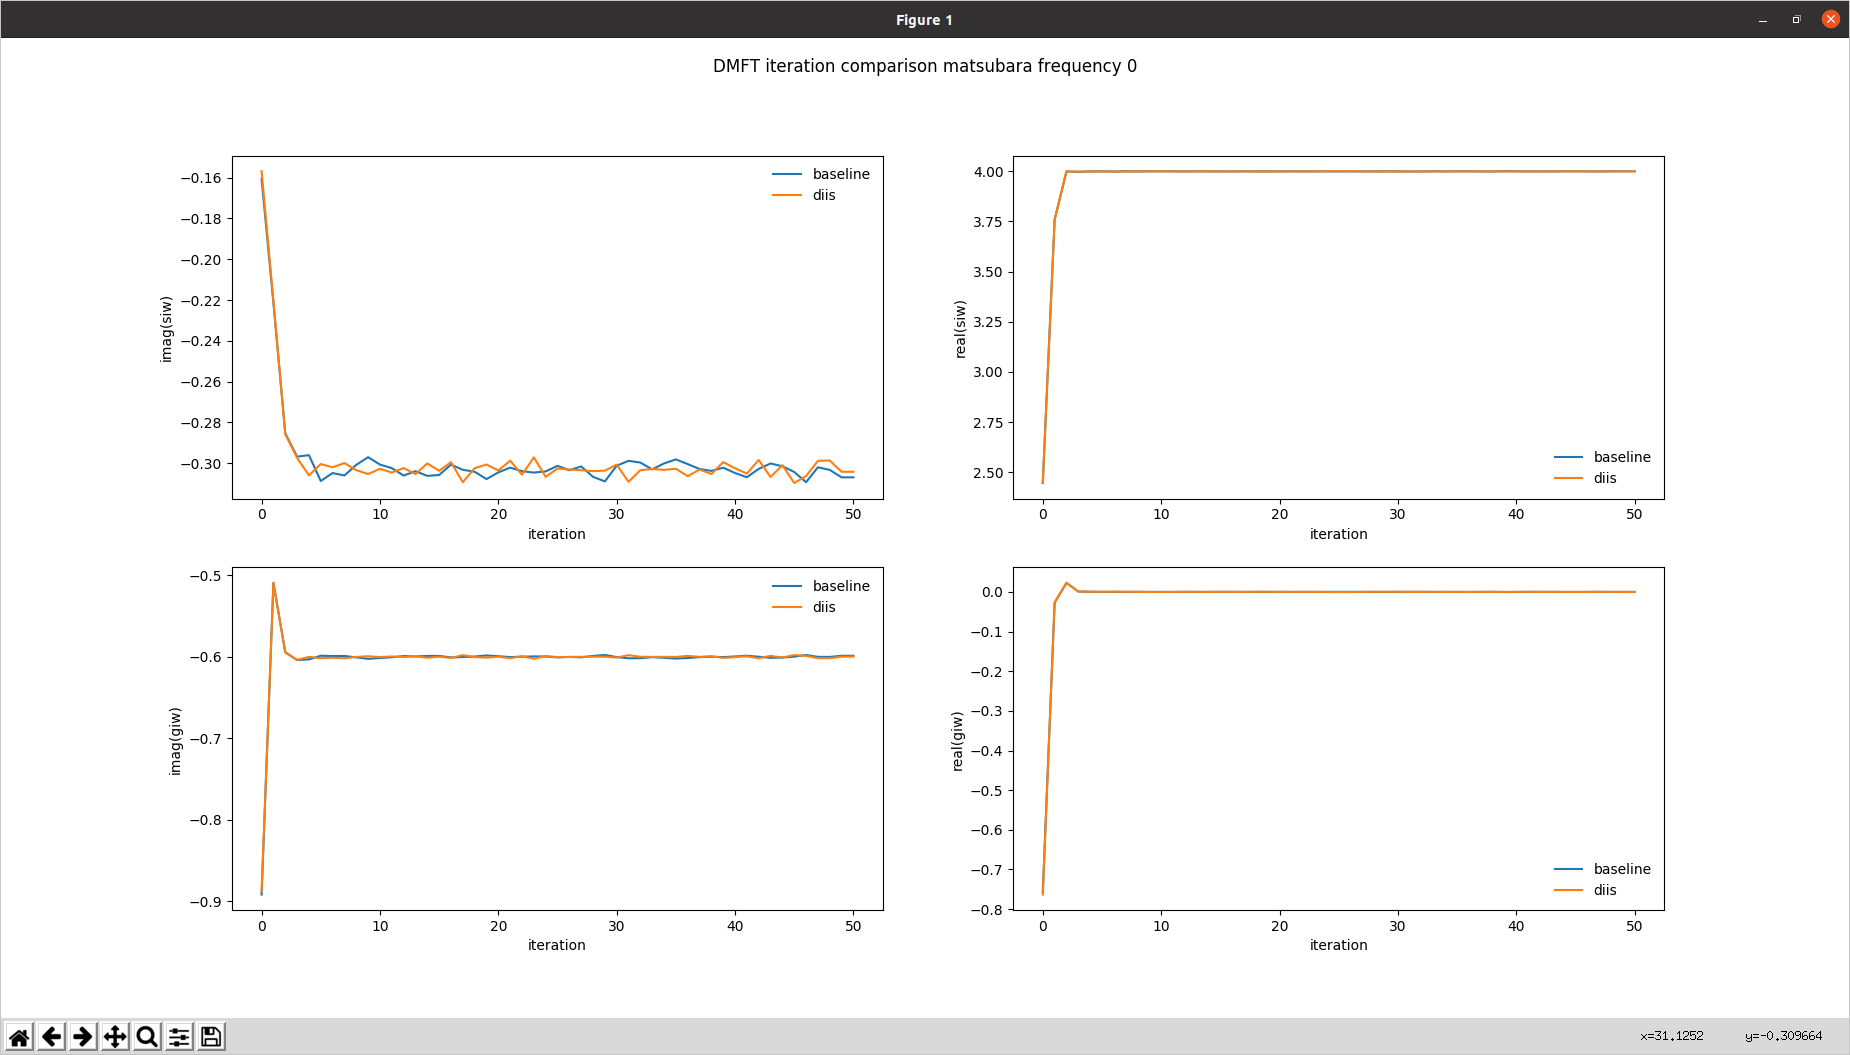 Figure 1
DMFT iteration comparison matsubara frequency 0
imag(siw)
−0.16
−0.18
−0.20
−0.22
−0.24
−0.26
−0.28
−0.30
baseline
diis
0 10 20 30 40 50
iteration
real(siw)
4.00
3.75
3.50
3.25
3.00
2.75
2.50
baseline
diis
0 10 20 30 40 50
iteration
imag(giw)
−0.5
−0.6
−0.7
−0.8
−0.9
baseline
diis
0 10 20 30 40 50
iteration
real(giw)
0.0
−0.1
−0.2
−0.3
−0.4
−0.5
−0.6
−0.7
−0.8
baseline
diis
0 10 20 30 40 50
iteration
x=31.1252 y=-0.309664